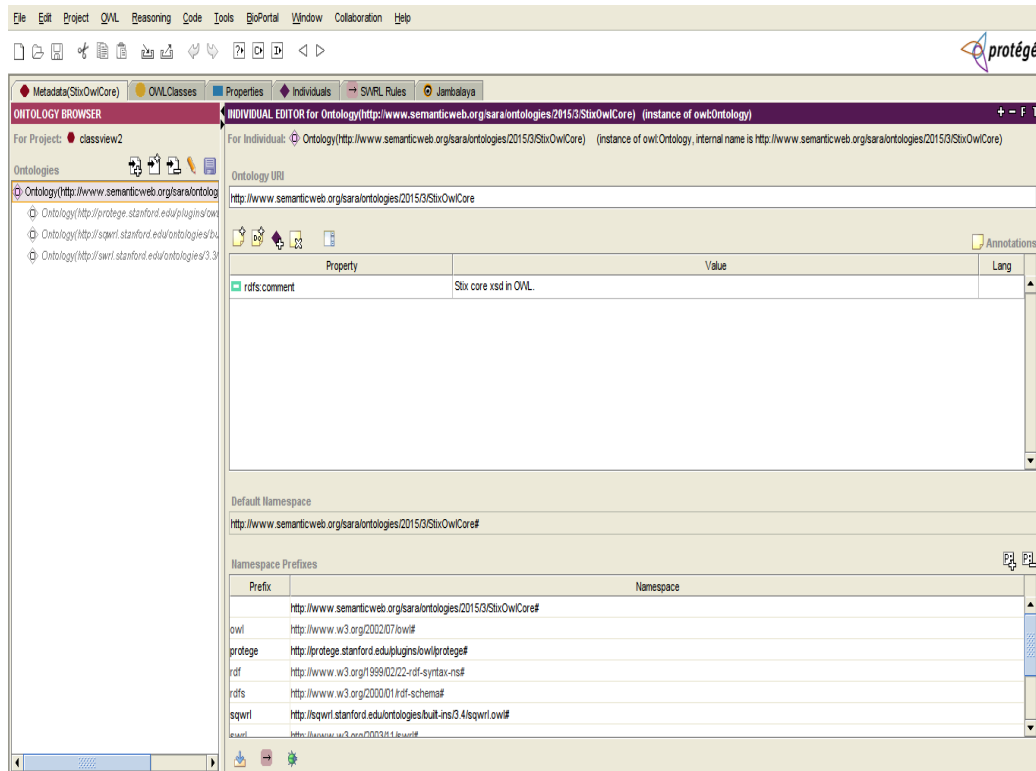 File Edit Project OWL Reasoning Code Tools BioPortal Window Collaboration Help
protégé
Metadata(StixOwlCore) OWLClasses Properties Individuals SWRL Rules Jambalaya
ONTOLOGY BROWSER
For Project: classview2
Ontologies
Ontology(http://www.semanticweb.org/sara/ontolog
Ontology(http://protege.stanford.edu/plugins/ow
Ontology(http://sqwrl.stanford.edu/ontologies/bu
Ontology(http://swrl.stanford.edu/ontologies/3.3/
INDIVIDUAL EDITOR for Ontology(http://www.semanticweb.org/sara/ontologies/2015/3/StixOwlCore) (instance of owl:Ontology)
For Individual: Ontology(http://www.semanticweb.org/sara/ontologies/2015/3/StixOwlCore) (instance of owl:Ontology, internal name is http://www.semanticweb.org/sara/ontologies/2015/3/StixOwlCore)
Ontology URI
http://www.semanticweb.org/sara/ontologies/2015/3/StixOwlCore
Annotations
Property Value Lang
rdfs:comment Stix core xsd in OWL.
Default Namespace
http://www.semanticweb.org/sara/ontologies/2015/3/StixOwlCore#
Namespace Prefixes
Prefix Namespace
http://www.semanticweb.org/sara/ontologies/2015/3/StixOwlCore#
owl http://www.w3.org/2002/07/owl#
protege http://protege.stanford.edu/plugins/owl/protege#
rdf http://www.w3.org/1999/02/22-rdf-syntax-ns#
rdfs http://www.w3.org/2000/01/rdf-schema#
sqwrl http://sqwrl.stanford.edu/ontologies/built-ins/3.4/sqwrl.owl#
swrl http://www.w3.org/2003/11/swrl#